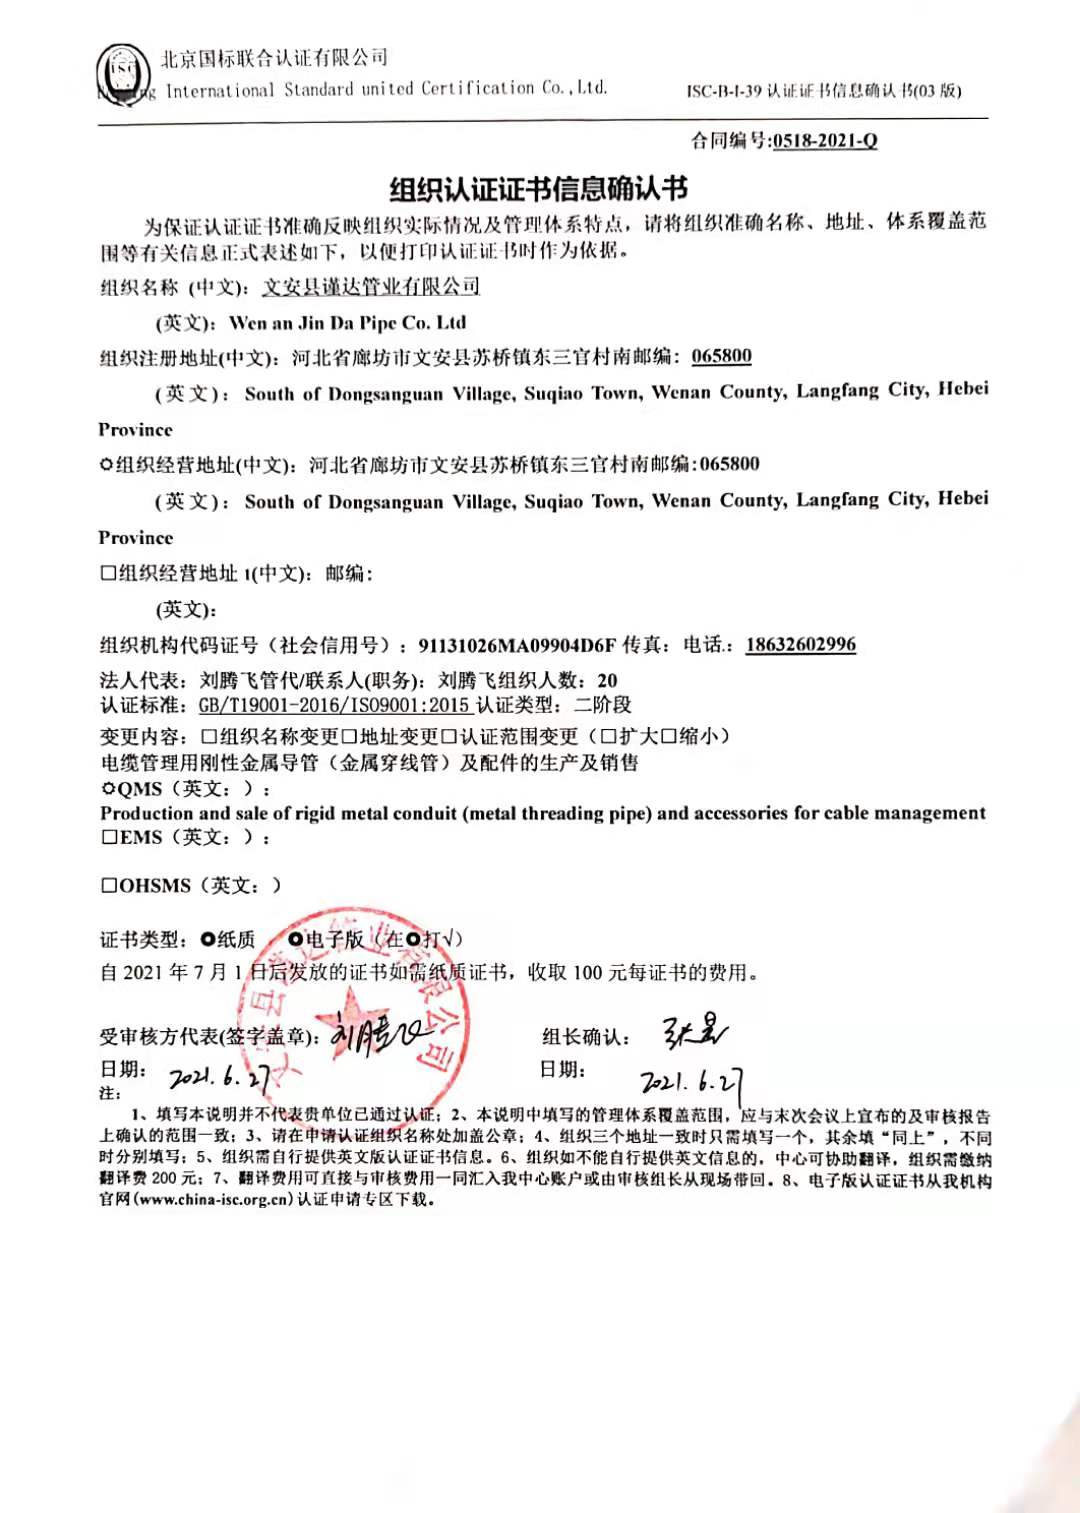 北京国标联合认证有限公司
International Standard united Certification Co.,Ltd.
ISC-B-I-39 认证证书信息确认书(03 版)
合同编号:0518-2021-Q
组织认证证书信息确认书
为保证认证证书准确反映组织实际情况及管理体系特点，请将组织准确名称、地址、体系覆盖范
围等有关信息正式表述如下，以便打印认证证书时作为依据。
组织名称 (中文)：文安县谨达管业有限公司
(英文)：Wen an Jin Da Pipe Co. Ltd
组织注册地址(中文)：河北省廊坊市文安县苏桥镇东三官村南邮编：065800
(英文)：South of Dongsanguan Village, Suqiao Town, Wenan County, Langfang City, Hebei
Province
组织经营地址(中文)：河北省廊坊市文安县苏桥镇东三官村南邮编:065800
(英文)：South of Dongsanguan Village, Suqiao Town, Wenan County, Langfang City, Hebei
Province
□组织经营地址 1(中文)：邮编:
(英文):
组织机构代码证号（社会信用号）：91131026MA09904D6F 传真：电话.：18632602996
法人代表：刘腾飞管代/联系人(职务)：刘腾飞组织人数：20
认证标准：GB/T19001-2016/ISO9001:2015 认证类型：二阶段
变更内容：□组织名称变更□地址变更□认证范围变更（□扩大□缩小）
电缆管理用刚性金属导管（金属穿线管）及配件的生产及销售
QMS（英文：）：
Production and sale of rigid metal conduit (metal threading pipe) and accessories for cable management
□EMS（英文：）：
□OHSMS（英文：）
证书类型：纸质 电子版（在打√）
自 2021 年 7 月 1 日后发放的证书如需纸质证书，收取 100 元每证书的费用。
受审核方代表(签字盖章)：刘腾飞 组长确认：
日期： 2021.6.27 日期： 2021.6.27
注：
1、填写本说明并不代表贵单位已通过认证；2、本说明中填写的管理体系覆盖范围，应与末次会议上宣布的及审核报告
上确认的范围一致；3、请在申请认证组织名称处加盖公章；4、组织三个地址一致时只需填写一个，其余填“同上”，不同
时分别填写；5、组织需自行提供英文版认证证书信息。6、组织如不能自行提供英文信息的，中心可协助翻译，组织需缴纳
翻译费 200 元；7、翻译费用可直接与审核费用一同汇入我中心账户或由审核组长从现场带回。8、电子版认证证书从我机构
官网(www.china-isc.org.cn)认证申请专区下载。